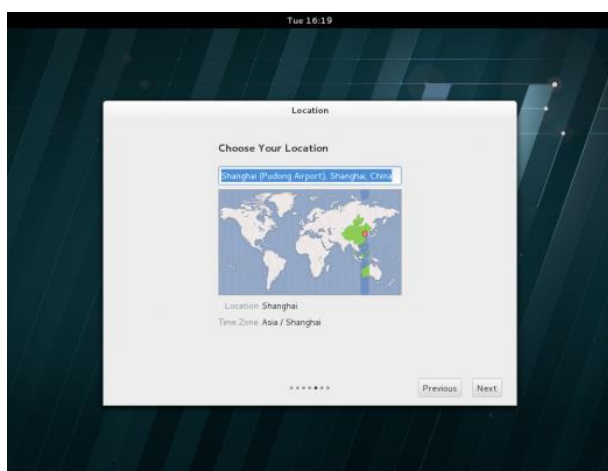 Tue 16:19
Location
Choose Your Location
Shanghai (Pudong Airport), Shanghai, China
Location Shanghai
Time Zone Asia / Shanghai
Previous Next